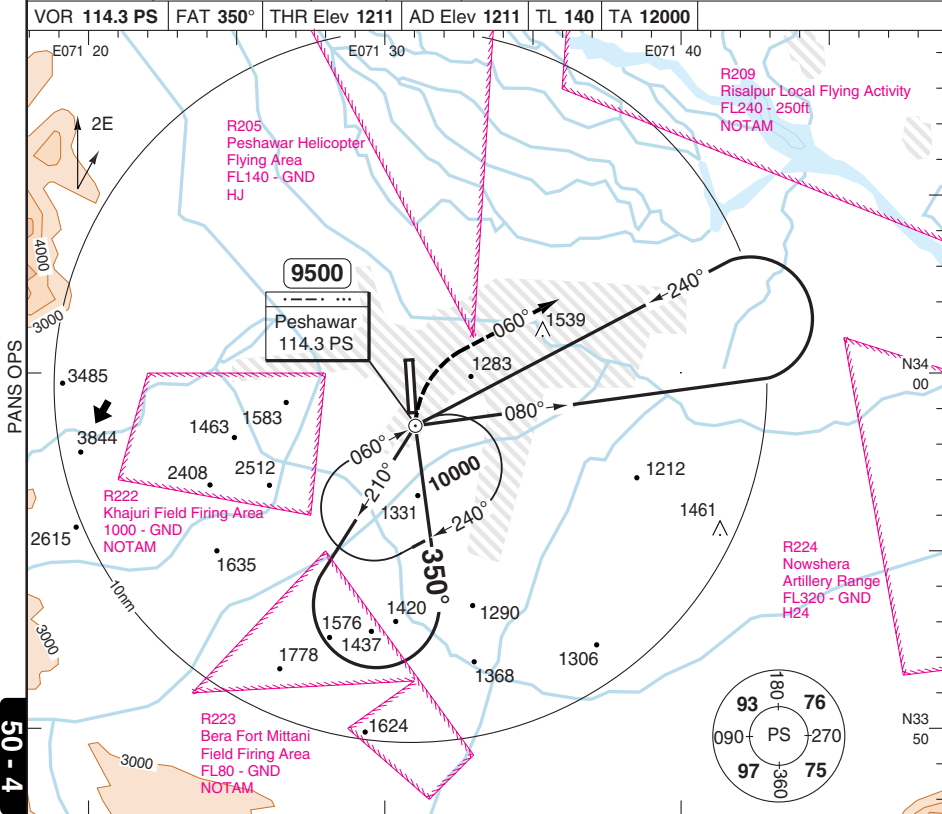 VOR 114.3 PS FAT 350° THR Elev 1211 AD Elev 1211 TL 140 TA 12000
E071 20
E071 30
E071 40
R209
Risalpur Local Flying Activity
FL240 - 250ft
NOTAM
2E
R205
Peshawar Helicopter
Flying Area
FL140 - GND
HJ
4000
3000
9500
Peshawar
114.3 PS
240°
060°
1539
1283
N34
00
PANS OPS
3485
3844
1463
1583
2408
2512
080°
060°
210°
10000
1331
240°
1212
1461
R222
Khajuri Field Firing Area
1000 - GND
NOTAM
2615
1635
350°
R224
Nowshera
Artillery Range
FL320 - GND
H24
10nm
3000
1576
1420
1437
1290
1778
1368
1306
R223
Bera Fort Mittani
Field Firing Area
FL80 - GND
NOTAM
1624
3000
180
93
76
090
PS
270
97
75
360
N33
50
50 - 4